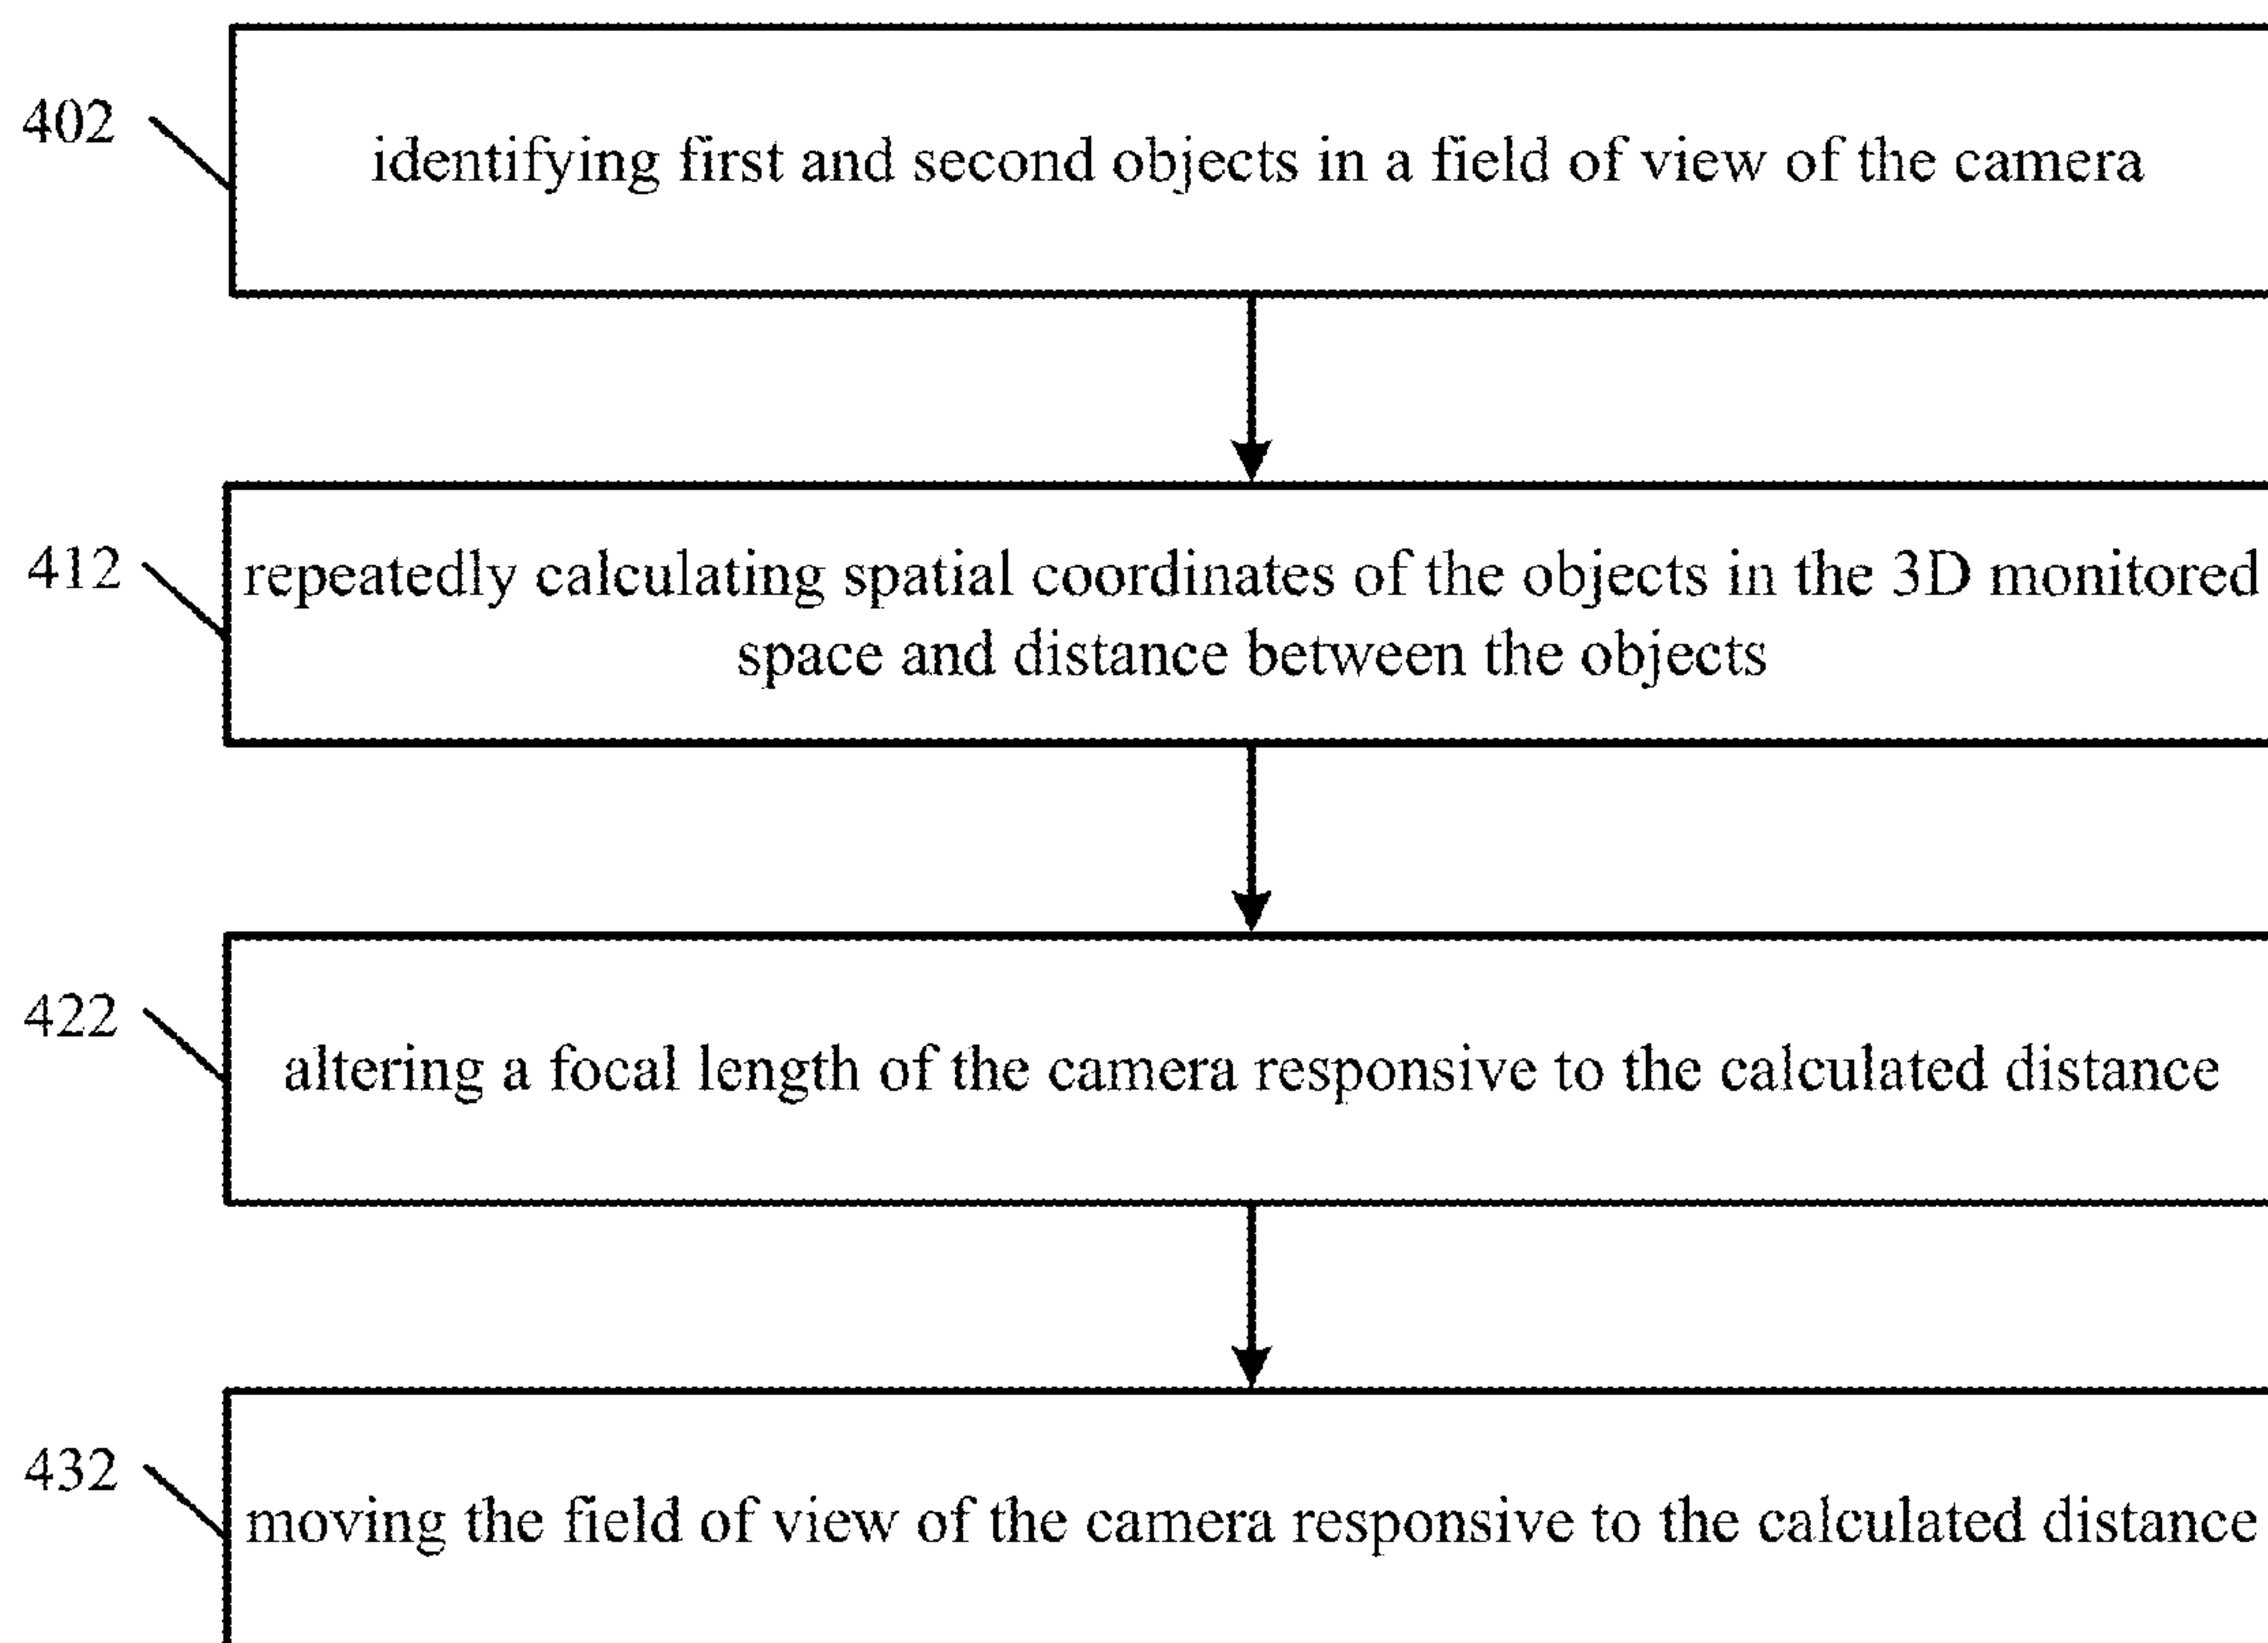 402
identifying first and second objects in a field of view of the camera
412
repeatedly calculating spatial coordinates of the objects in the 3D monitored
space and distance between the objects
422
altering a focal length of the camera responsive to the calculated distance
432
moving the field of view of the camera responsive to the calculated distance